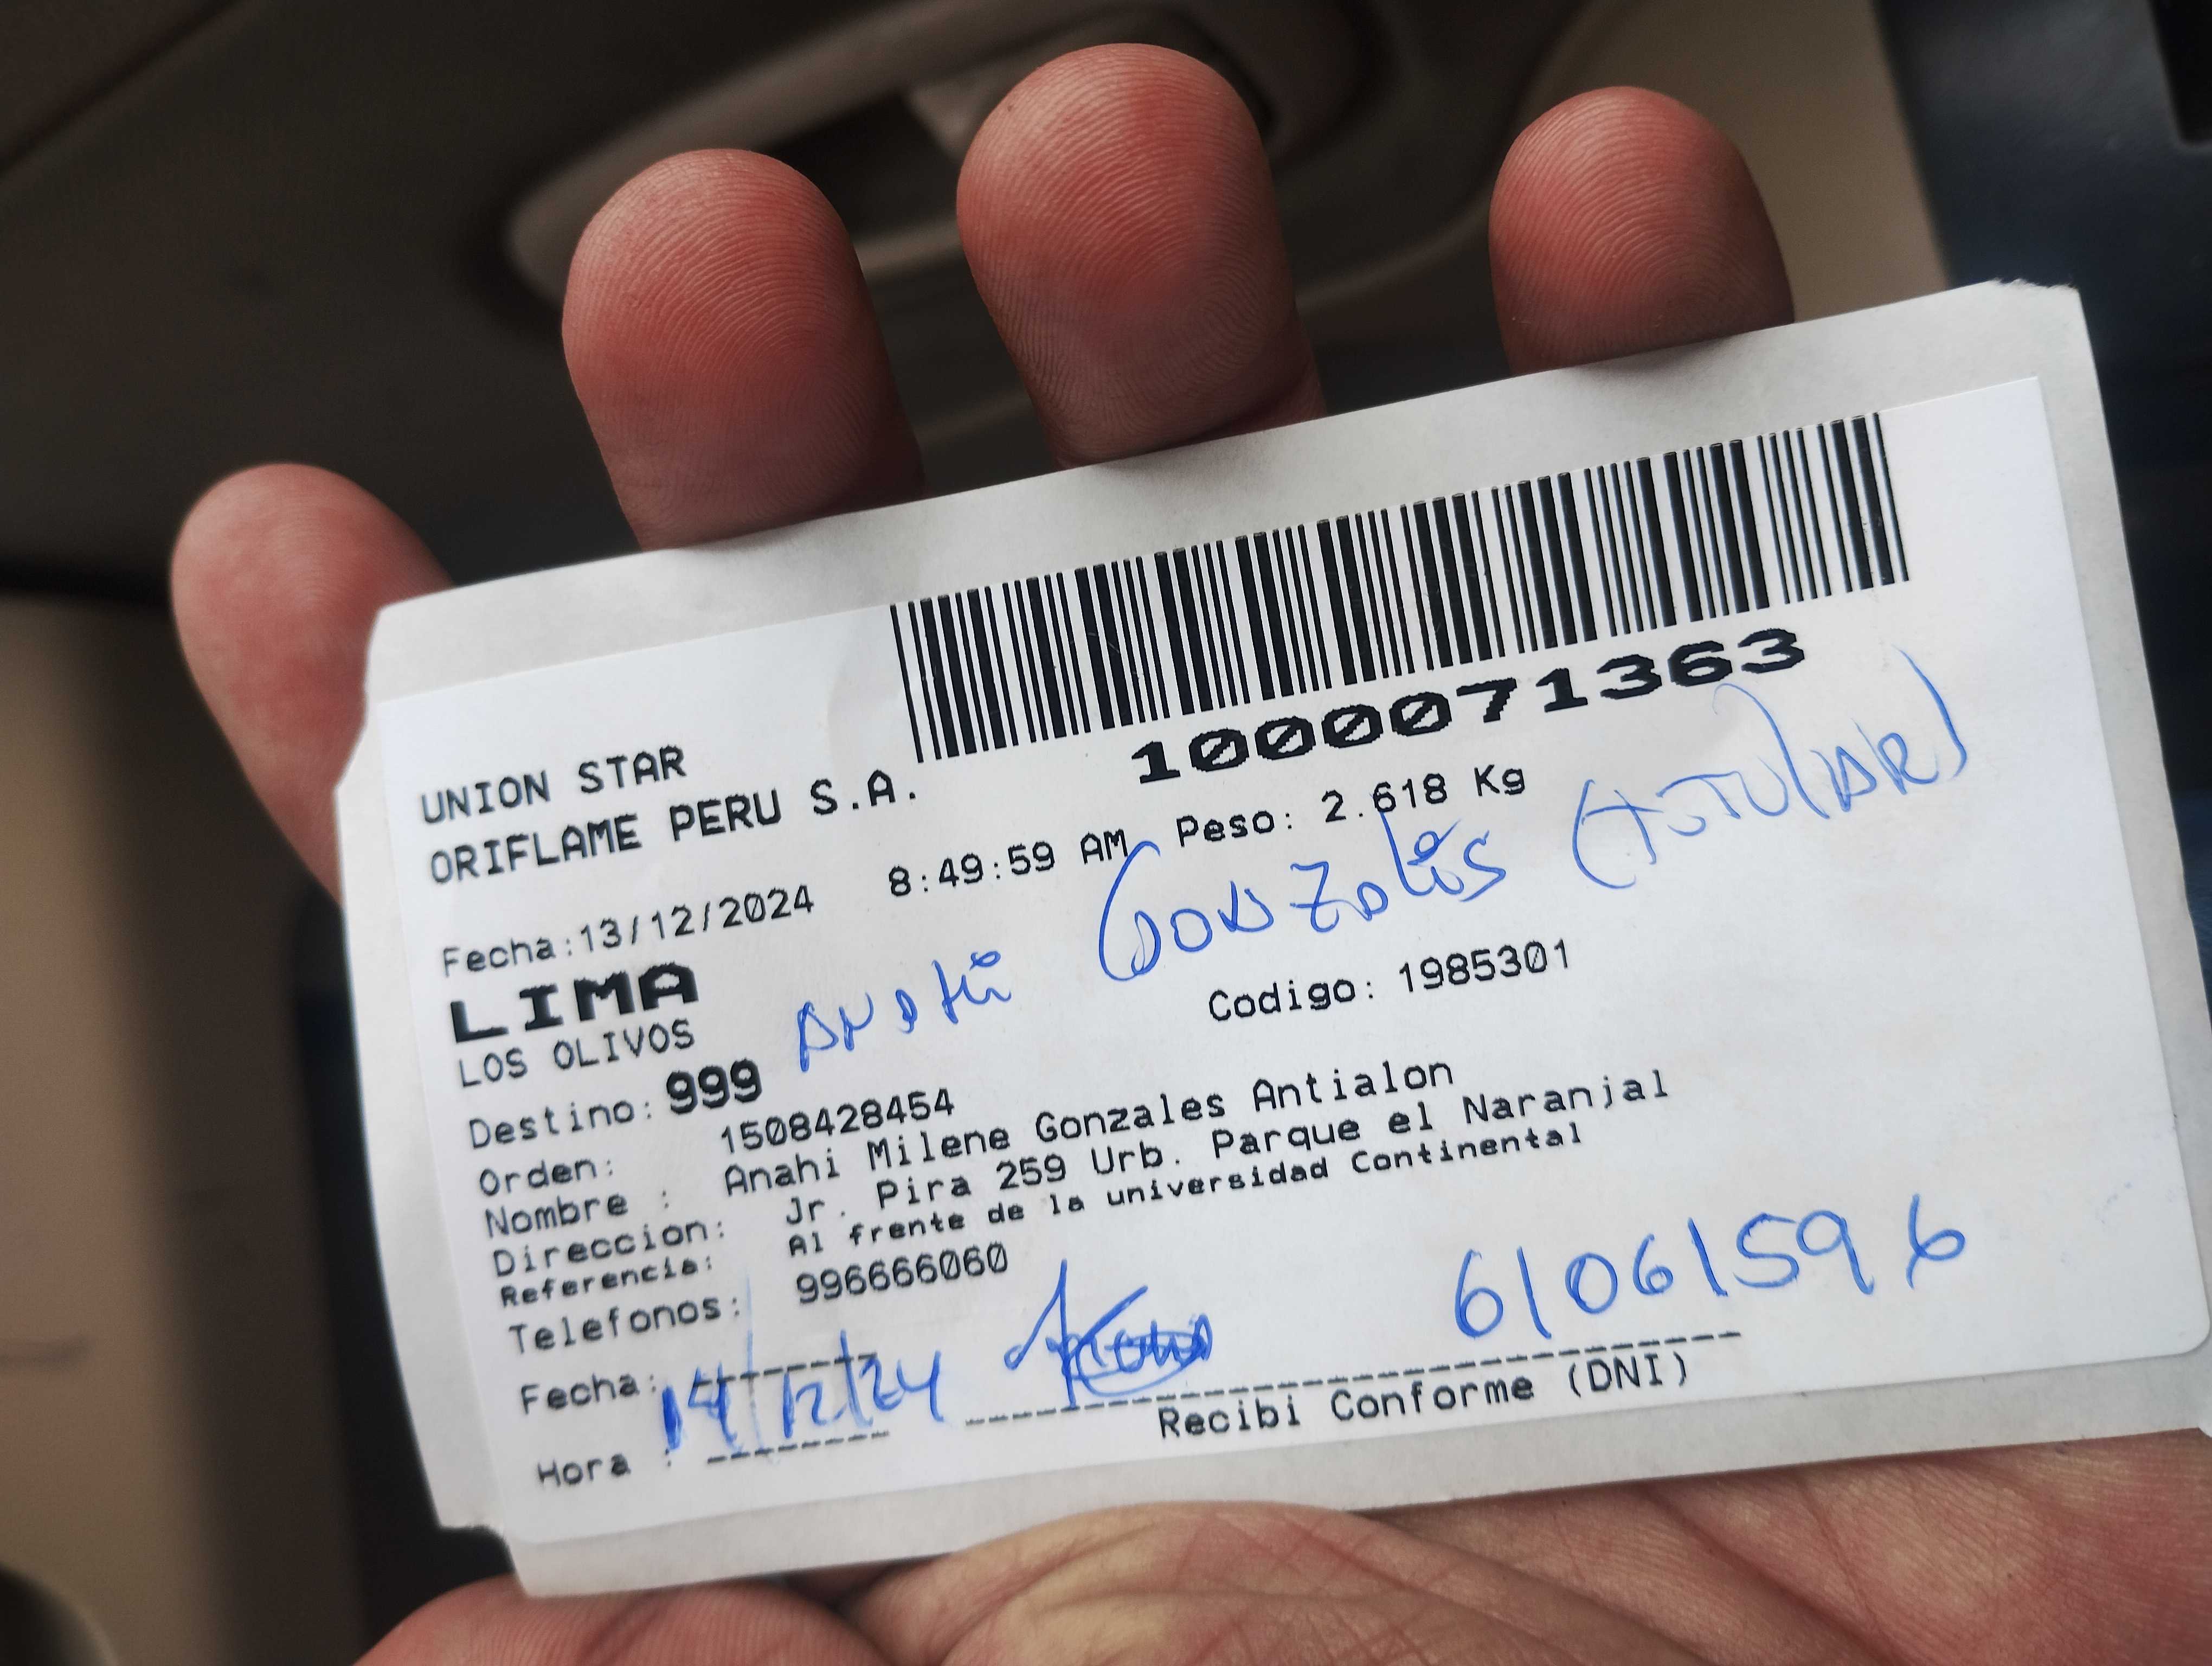 1000071363
UNION STAR
ORIFLAME PERU S.A.
Fecha:13/12/2024 8:49:59 AM Peso: 2.618 Kg
LIMA
Anahi Gonzales (titular)
LOS OLIVOS
Destino: 999 Codigo: 1985301
Orden: 1508428454
Nombre : Anahi Milene Gonzales Antialon
Direccion: Jr. Pira 259 Urb. Parque el Naranjal
Referencia: Al frente de la universidad Continental
Telefonos: 996666060
Fecha: 14/12/24
61061596
Hora :
Recibi Conforme (DNI)